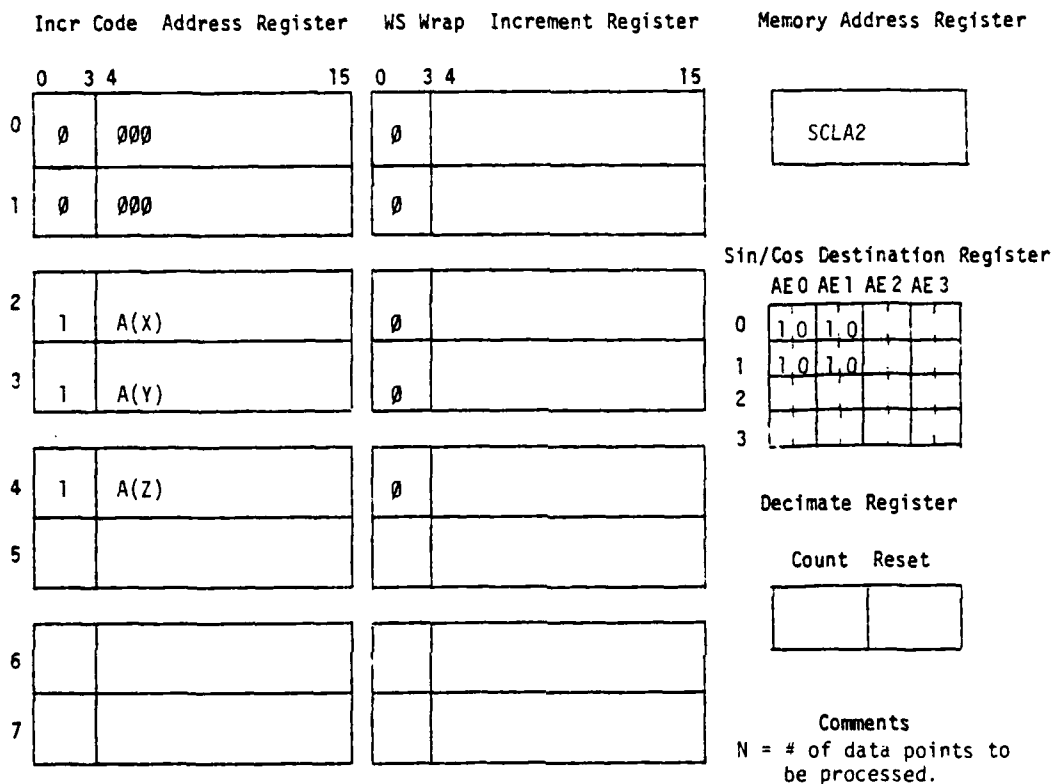 Incr Code Address Register WS Wrap Increment Register Memory Address Register
0 3 4 15 0 3 4 15
0 Ø ØØØ Ø SCLA2
1 Ø ØØØ Ø
Sin/Cos Destination Register
AE 0 AE 1 AE 2 AE 3
2 1 A(X) Ø 0 1,0 1,0
3 1 A(Y) Ø 1 1,0 1,0
2
3
4 1 A(Z) Ø
Decimate Register
5 Count Reset
6
7
Comments
N = # of data points to
be processed.